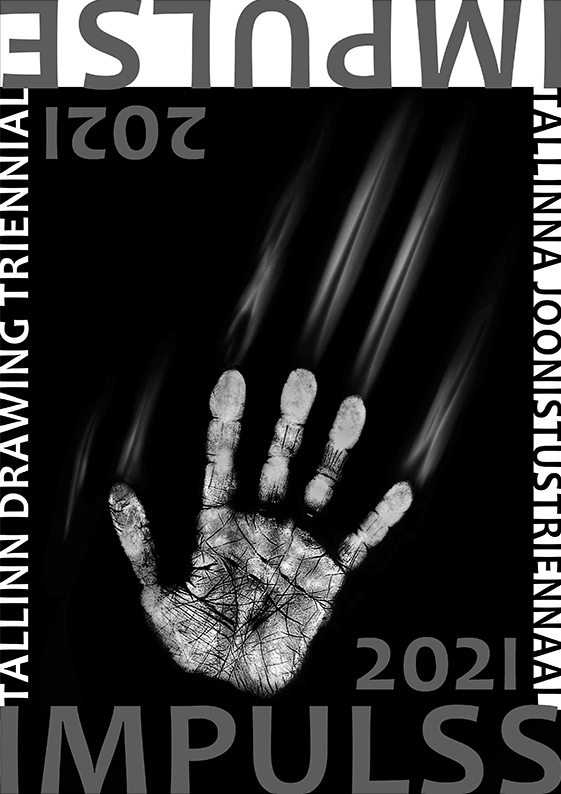 IMPULSE
2021
TALLINN DRAWING TRIENNIAL
TALLINNA JOONISTUSTRIENNAAL
2021
IMPULSS